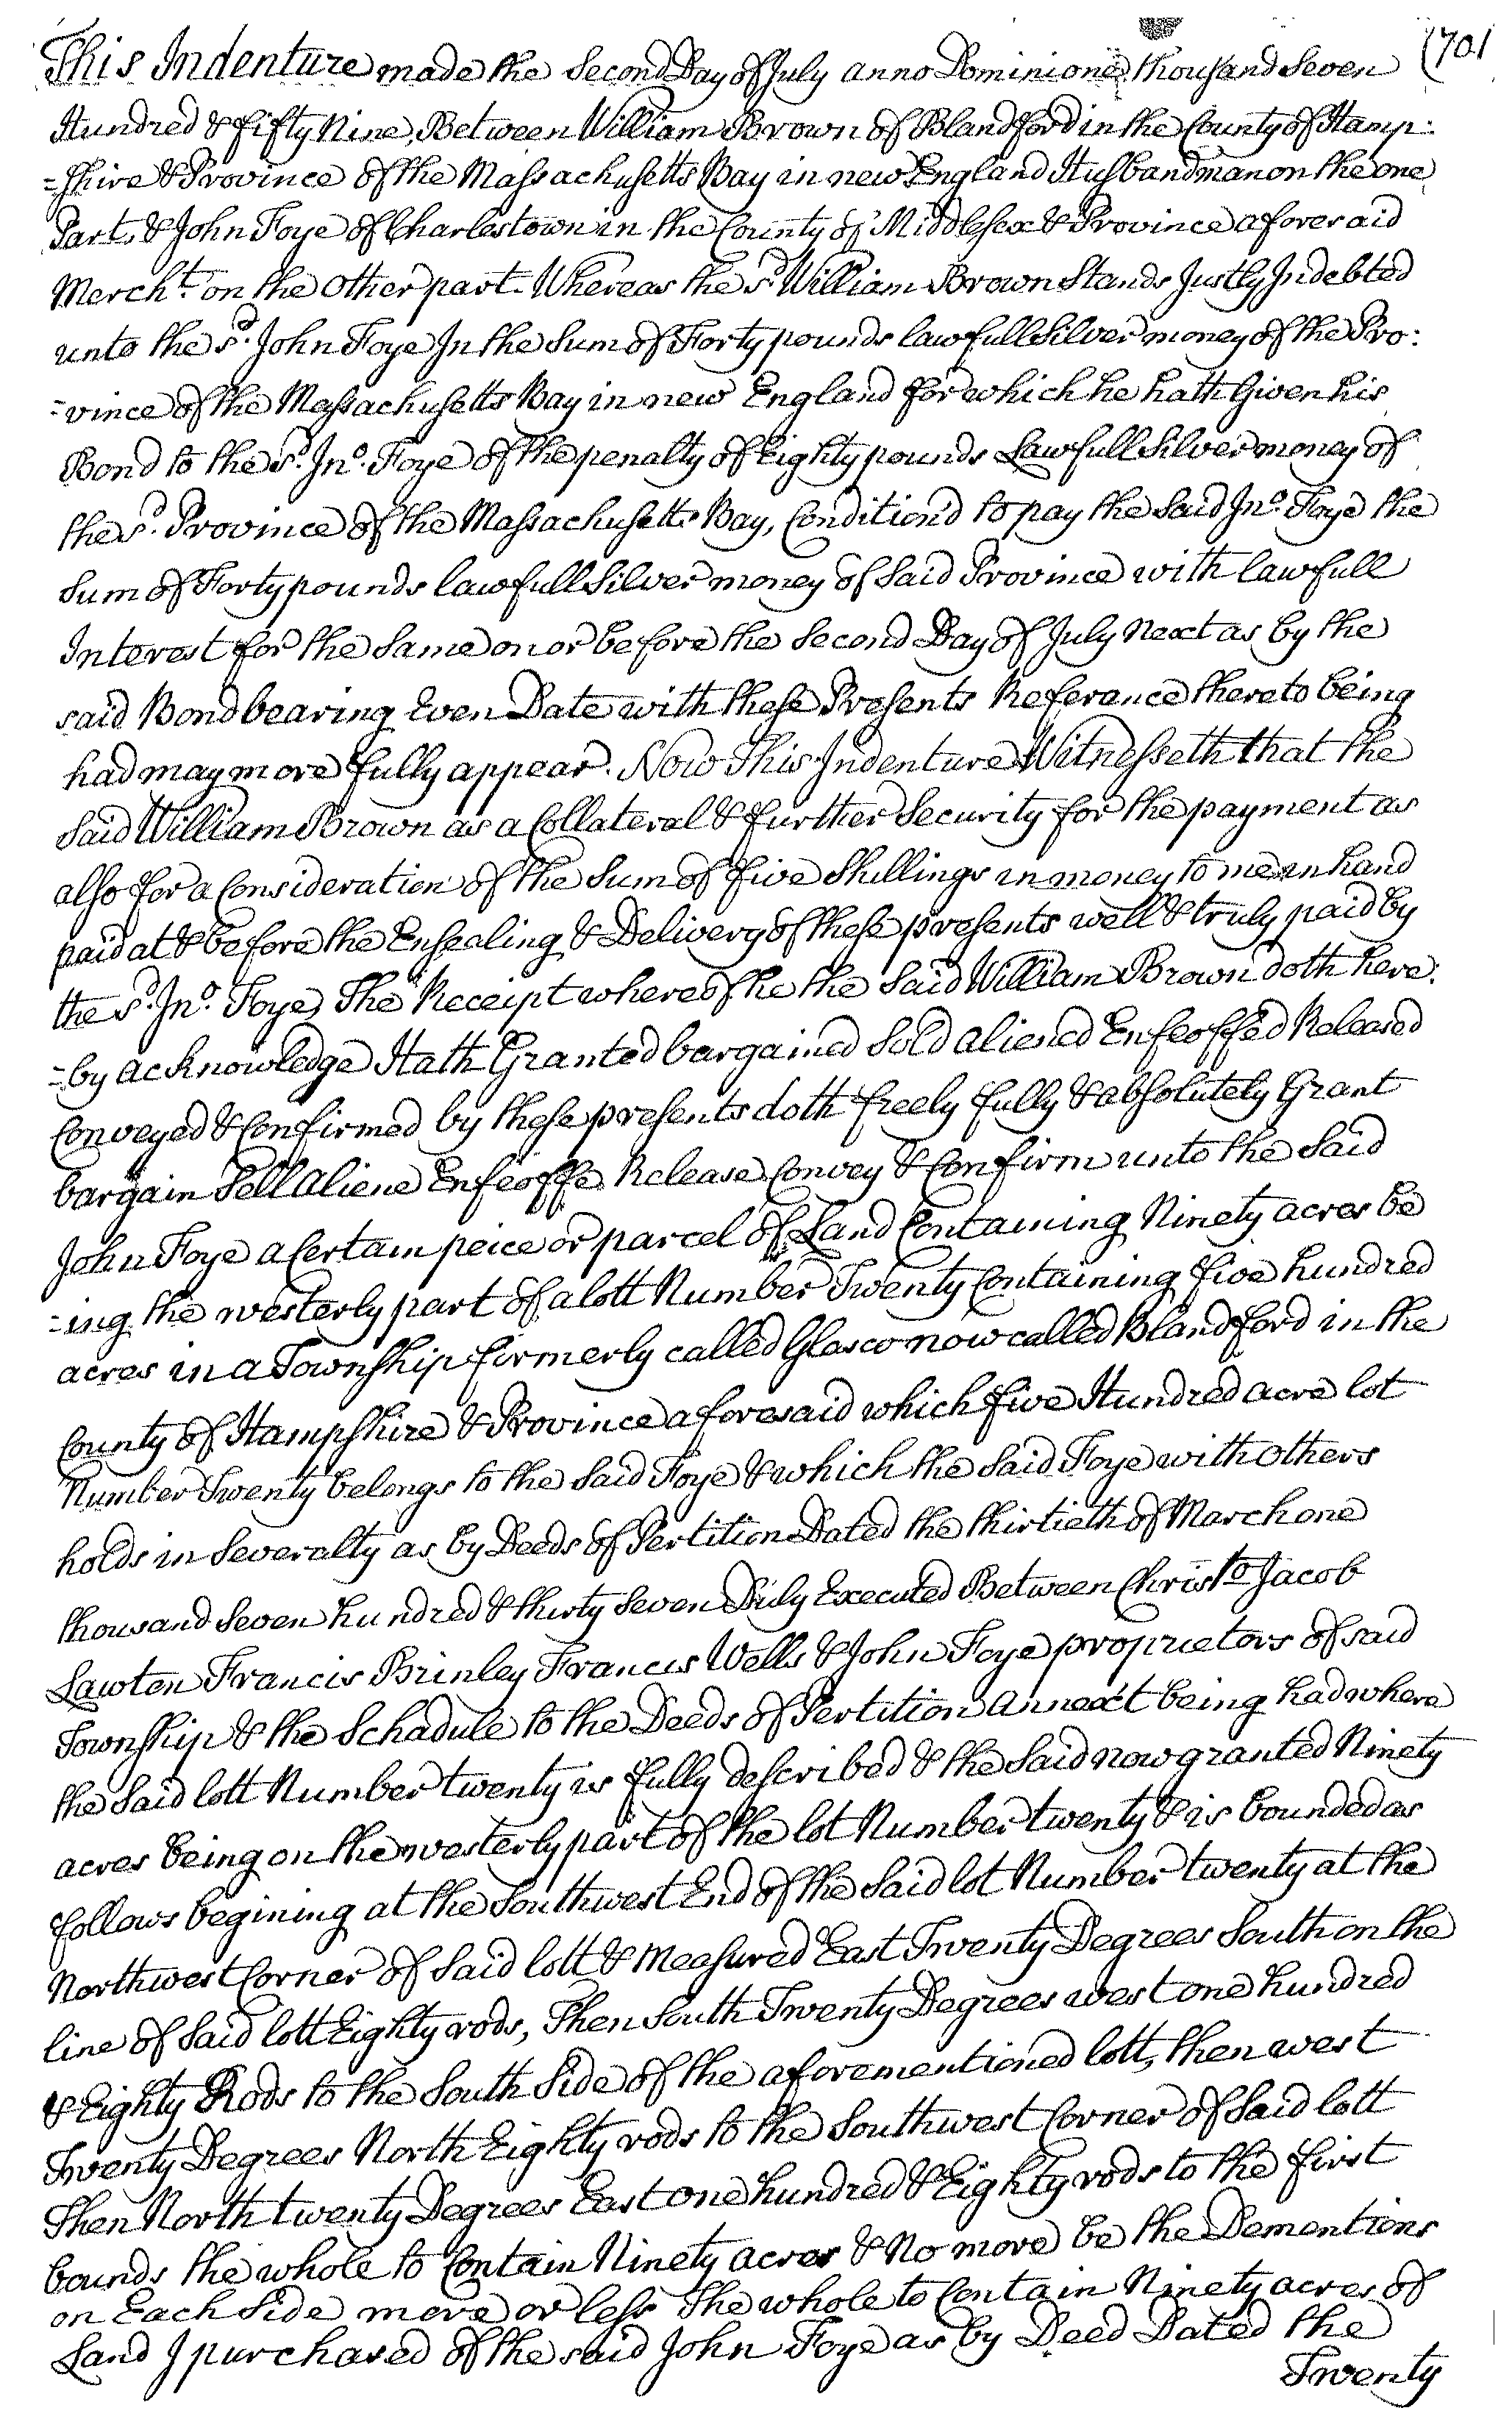 (701
This Indenture made the Second Day of July anno Domini one thousand Seven
Hundred & fifty Nine, Between William Brown of Blandford in the County of Hamp:
=shire & Province of the Massachusetts Bay in new England Husbandman on the one
Part, & John Foye of Charlestown in the County of Middlesex & Province aforesaid
Mercht. on the other part. Whereas the sd. William Brown Stands Justly Indebted
unto the sd. John Foye In the Sum of Forty pounds lawfull Silver money of the Pro:
=vince of the Massachusetts Bay in new England for which he hath Given his
Bond to the sd. Jno. Foye of the penalty of Eighty pounds Lawfull Silver money of
the sd. Province of the Massachusetts Bay, Condition'd to pay the Said Jno. Foye the
Sum of Forty pounds lawfull Silver money of Said Province with lawfull
Interest for the Same on or before the Second Day of July Next as by the
said Bond bearing Even Date with these Presents Referance thereto being
had may more fully appear. Now This Indenture Witnesseth that the
Said William Brown as a Collateral & further Security for the payment as
also for a Consideration of the Sum of five Shillings in money to me in hand
paid at & before the Ensealing & Delivery of these presents well & truly paid by
the sd. Jno. Foye, The Receipt whereof he the Said William Brown doth here:
=by acknowledge Hath Granted bargained Sold aliened Enfeoffed Released
Conveyed & Confirmed by these presents doth freely fully & absolutely Grant
bargain Sell aliene Enfeoffe Release Convey & Confirm unto the Said
John Foye a Certain peice or parcel of Land Containing Ninety acres be
=ing the westerly part of a lott Number Twenty Containing five hundred
acres in a Township firmerly called Glasco now called Blandford in the
County of Hampshire & Province aforesaid which five Hundred acre lot
Number Twenty belongs to the Said Foye & which the Said Foye with others
holds in Severalty as by Deeds of Pertition Dated the thirtieth of March one
thousand Seven hundred & thirty Seven Duly Executed Between Christo Jacob
Lawton Francis Brinley Francis Wells & John Foye proprietors of said
Township & the Schadule to the Deeds of Pertition annext being had where
the Said lott Number twenty is fully described & the Said now granted Ninety
acres being on the westerly part of the lot Number twenty & is bounded as
follows begining at the Southwest End of the Said lot Number twenty at the
Northwest Corner of Said lott & Measured East Twenty Degrees South on the
line of Said lott Eighty rods, Then South Twenty Degrees west one hundred
& Eighty Rods to the South Side of the aforementioned lott, then west
Twenty Degrees North Eighty rods to the Southwest Corner of Said lott
Then North twenty Degrees East one hundred & Eighty rods to the first
bounds the whole to Contain Ninety acres & No more be the Dementions
on Each Side more or less The whole to Contain Ninety acres of
Land I purchased of the said John Foye as by Deed Dated the
Twenty